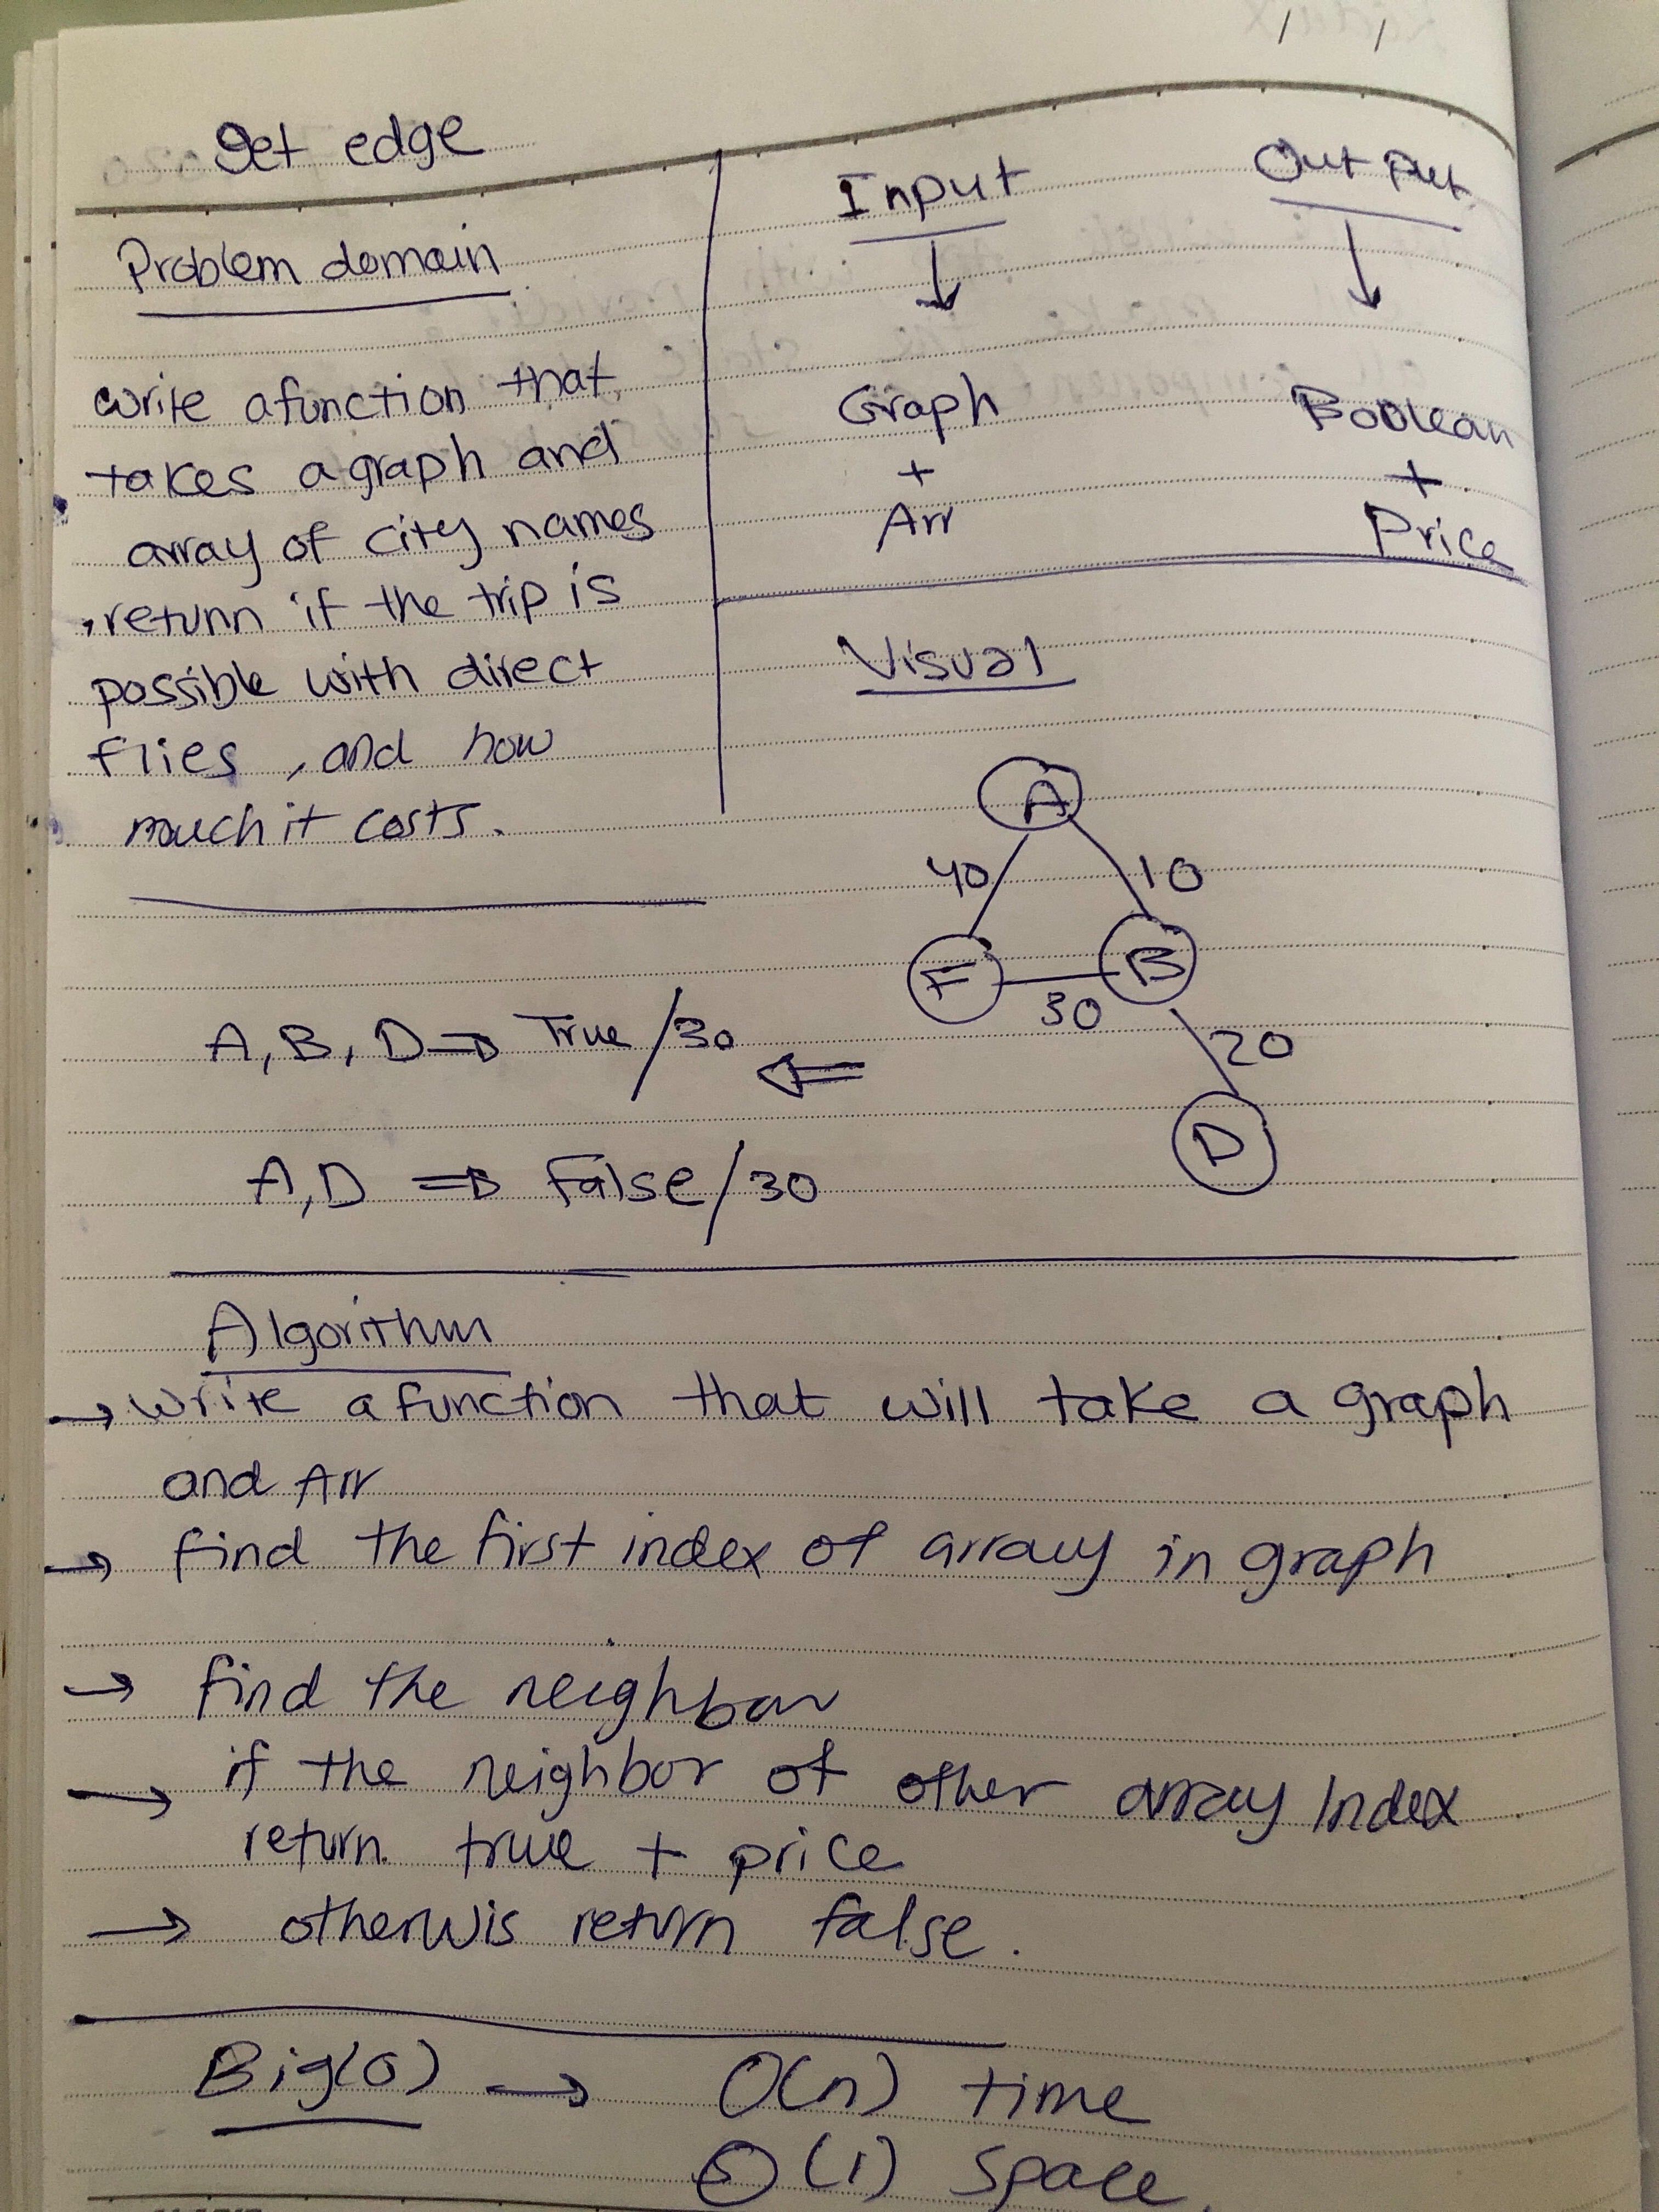 get edge
Problem domain
write a function that
takes a graph and
array of city names
, retunn if the trip is
possible with direct
flies , and how
much it costs.
Input
Output
Graph
+
Arr
Boolean
+
Price
Visual
A
40
10
F
B
30
20
D
A, B, D => True / 30
A, D => False / 30
Algorithm
→ write a function that will take a graph
and Arr
→ find the first index of array in graph
→ find the neighbor
→ if the neighbor of other array Index
return true + price
→ otherwis return false.
Big(O) → O(n) time
O(1) space.